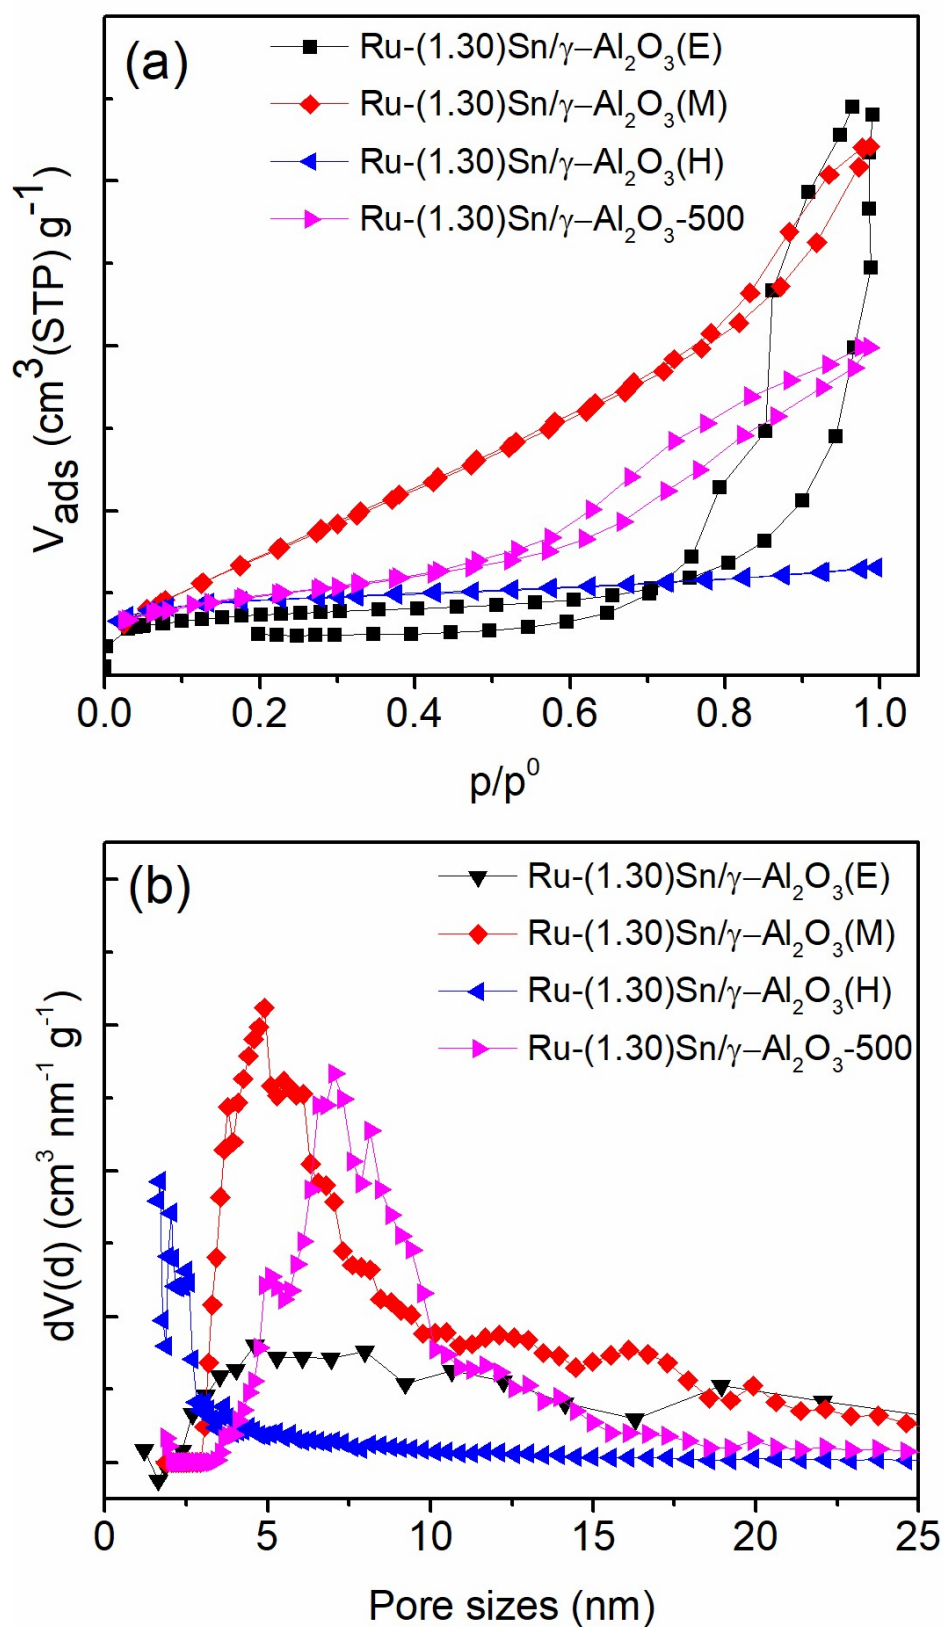 (a)
Ru-(1.30)Sn/γ–Al₂O₃(E)
Ru-(1.30)Sn/γ–Al₂O₃(M)
Ru-(1.30)Sn/γ–Al₂O₃(H)
Ru-(1.30)Sn/γ–Al₂O₃-500
V_ads (cm³(STP) g⁻¹)
0.0 0.2 0.4 0.6 0.8 1.0
p/p⁰
(b)
Ru-(1.30)Sn/γ–Al₂O₃(E)
Ru-(1.30)Sn/γ–Al₂O₃(M)
Ru-(1.30)Sn/γ–Al₂O₃(H)
Ru-(1.30)Sn/γ–Al₂O₃-500
dV(d) (cm³ nm⁻¹ g⁻¹)
0 5 10 15 20 25
Pore sizes (nm)